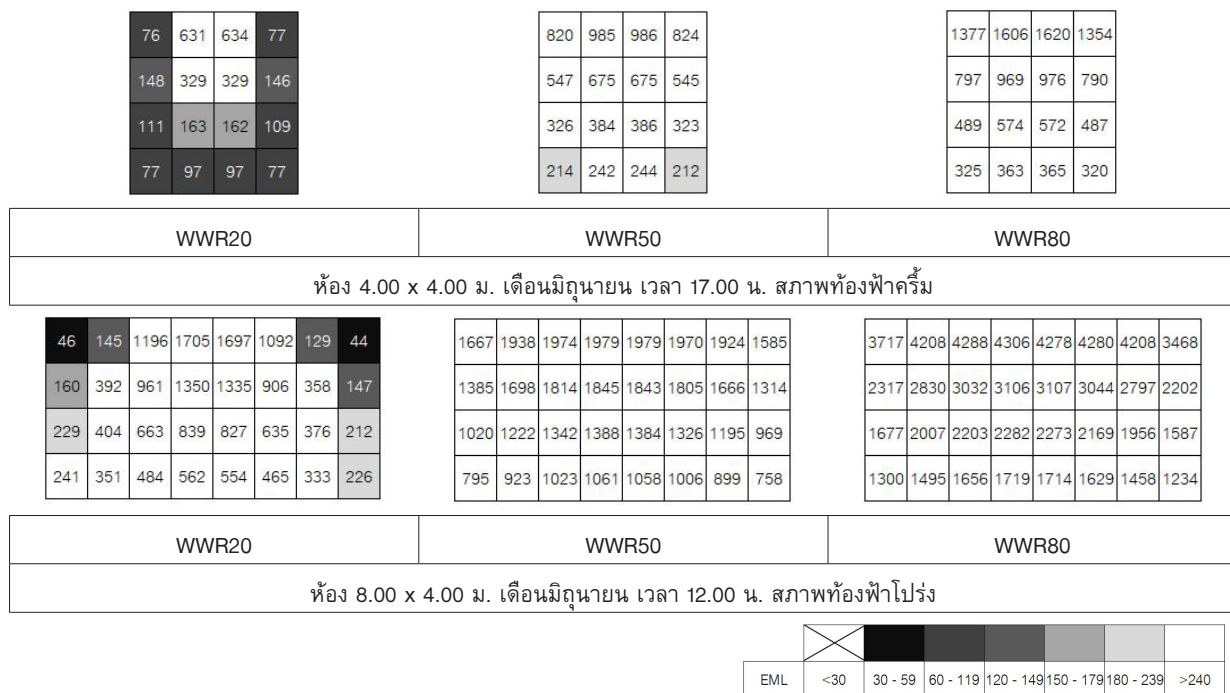 76 631 634 77 820 985 986 824 1377 1606 1620 1354
148 329 329 146 547 675 675 545 797 969 976 790
111 163 162 109 326 384 386 323 489 574 572 487
77 97 97 77 214 242 244 212 325 363 365 320
WWR20 WWR50 WWR80
ห้อง 4.00 x 4.00 ม. เดือนมิถุนายน เวลา 17.00 น. สภาพท้องฟ้าครึ้ม
46 145 1196 1705 1697 1092 129 44 1667 1938 1974 1979 1979 1970 1924 1585 3717 4208 4288 4306 4278 4280 4208 3468
160 392 961 1350 1335 906 358 147 1385 1698 1814 1845 1843 1805 1666 1314 2317 2830 3032 3106 3107 3044 2797 2202
229 404 663 839 827 635 376 212 1020 1222 1342 1388 1384 1326 1195 969 1677 2007 2203 2282 2273 2169 1956 1587
241 351 484 562 554 465 333 226 795 923 1023 1061 1058 1006 899 758 1300 1495 1656 1719 1714 1629 1458 1234
WWR20 WWR50 WWR80
ห้อง 8.00 x 4.00 ม. เดือนมิถุนายน เวลา 12.00 น. สภาพท้องฟ้าโปร่ง
EML <30 30 - 59 60 - 119 120 - 149 150 - 179 180 - 239 >240